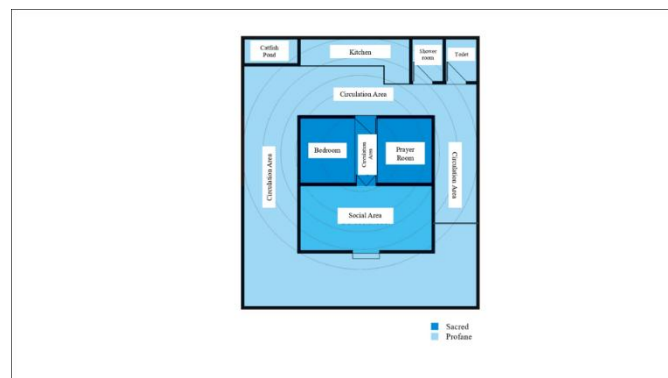 Catfish
Pond
Kitchen
Shower
room
Toilet
Circulation Area
Bedroom
Circulation
Area
Prayer
Room
Circulation Area
Circulation Area
Social Area
Sacred
Profane